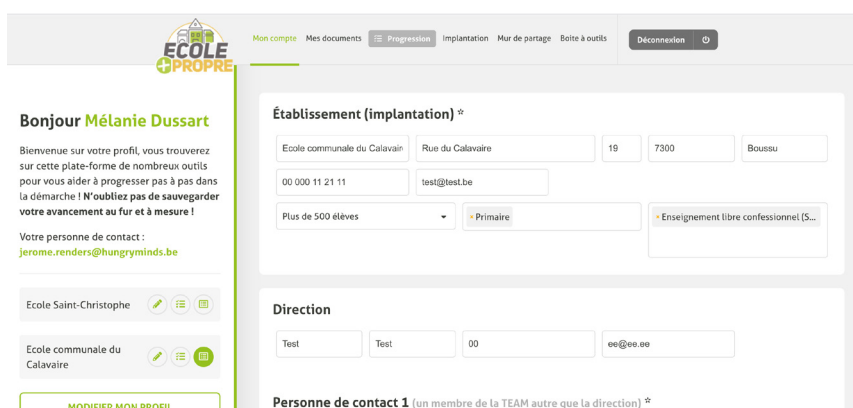 ECOLE
+PROPRE
Mon compte Mes documents Progression Implantation Mur de partage Boite à outils Déconnexion
Bonjour Mélanie Dussart
Bienvenue sur votre profil, vous trouverez
sur cette plate-forme de nombreux outils
pour vous aider à progresser pas à pas dans
la démarche ! N'oubliez pas de sauvegarder
votre avancement au fur et à mesure !
Votre personne de contact :
jerome.renders@hungryminds.be
Ecole Saint-Christophe
Ecole communale du
Calavaire
MODIFIER MON PROFIL
Établissement (implantation) *
Ecole communale du Calavair Rue du Calavaire 19 7300 Boussu
00 000 11 21 11 test@test.be
Plus de 500 élèves × Primaire × Enseignement libre confessionnel (S...
Direction
Test Test 00 ee@ee.ee
Personne de contact 1 (un membre de la TEAM autre que la direction) *